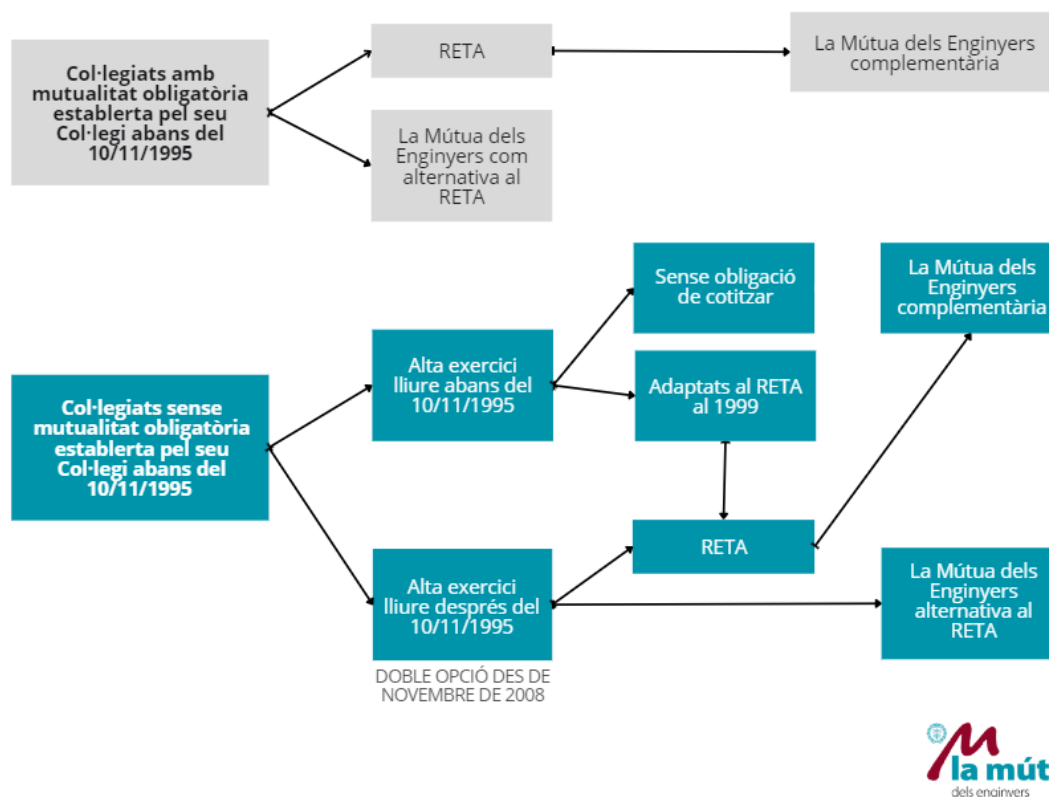 Col·legiats amb
mutualitat obligatòria
establerta pel seu
Col·legi abans del
10/11/1995
RETA
La Mútua dels Enginyers
complementària
La Mútua dels
Enginyers com
alternativa al
RETA
Col·legiats sense
mutualitat obligatòria
establerta pel seu
Col·legi abans del
10/11/1995
Alta exercici
lliure abans del
10/11/1995
Sense obligació
de cotitzar
Adaptats al RETA
al 1999
La Mútua dels
Enginyers
complementària
Alta exercici
lliure després del
10/11/1995
DOBLE OPCIÓ DES DE
NOVEMBRE DE 2008
RETA
La Mútua dels
Enginyers
alternativa al
RETA
la mút
dels enginyers